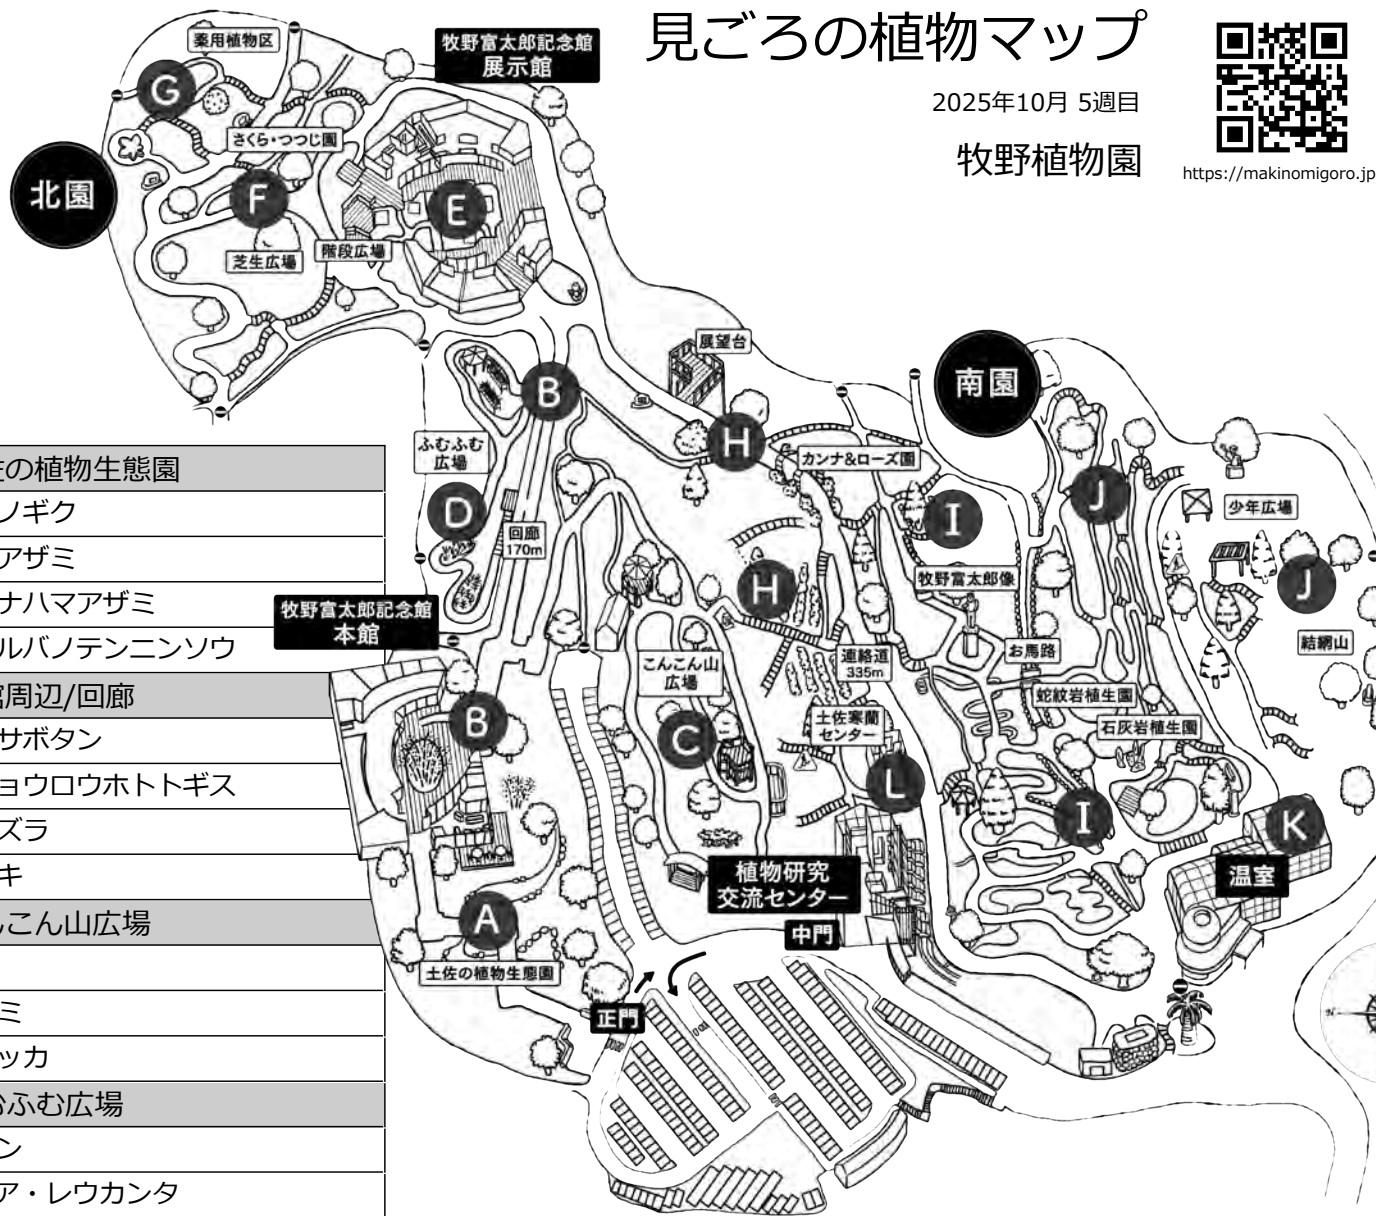 見ごろの植物マップ
2025年10月 5週目
牧野植物園
https://makinomigoro.jp
薬用植物区
牧野富太郎記念館
展示館
G
さくら・つつじ園
北園
F
E
芝生広場
階段広場
展望台
南園
B
ふむふむ
広場
H
カンナ&ローズ園
J
少年広場
D
回廊
170m
I
牧野富太郎像
H
J
牧野富太郎記念館
本館
こんこん山
広場
連絡道
335m
お馬路
結網山
蛇紋岩植生園
B
C
土佐寒蘭
センター
石灰岩植生園
L
I
K
植物研究
交流センター
温室
A
中門
土佐の植物生態園
正門
の植物生態園
ノギク
アザミ
ナハマアザミ
ルバノテンニンソウ
周辺/回廊
サボタン
ョウロウホトトギス
ズラ
キ
こん山広場
ミ
ッカ
ふむ広場
ン
ア・レウカンタ